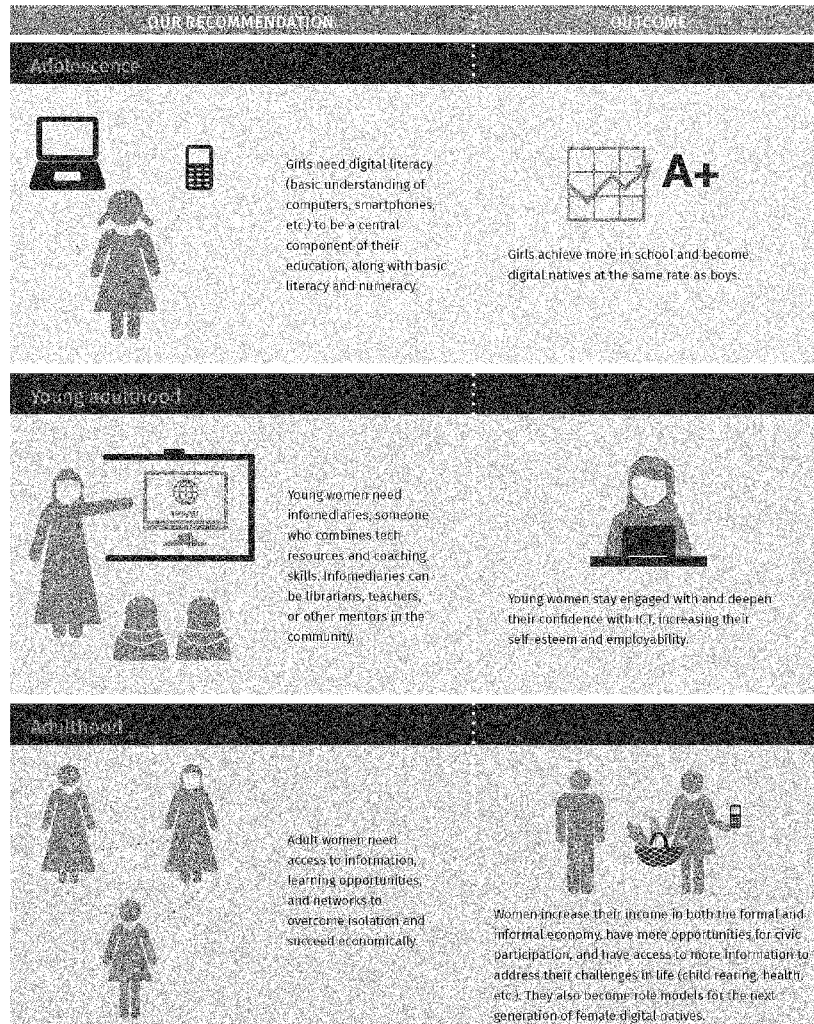 OUR RECOMMENDATION
OUTCOME
Adolescence
Girls need digital literacy
(basic understanding of
computers, smartphones,
etc.) to be a central
component of their
education, along with basic
literacy and numeracy.
A+
Girls achieve more in school and become
digital natives at the same rate as boys.
Young adulthood
Young women need
infomediaries, someone
who combines tech
resources and coaching
skills. Infomediaries can
be librarians, teachers,
or other mentors in the
community.
Young women stay engaged with and deepen
their confidence with ICT, increasing their
self-esteem and employability.
Adulthood
Adult women need
access to information,
learning opportunities,
and networks to
overcome isolation and
succeed economically.
Women increase their income in both the formal and
informal economy, have more opportunities for civic
participation, and have access to more information to
address their challenges in life (child rearing, health,
etc.). They also become role models for the next
generation of female digital natives.